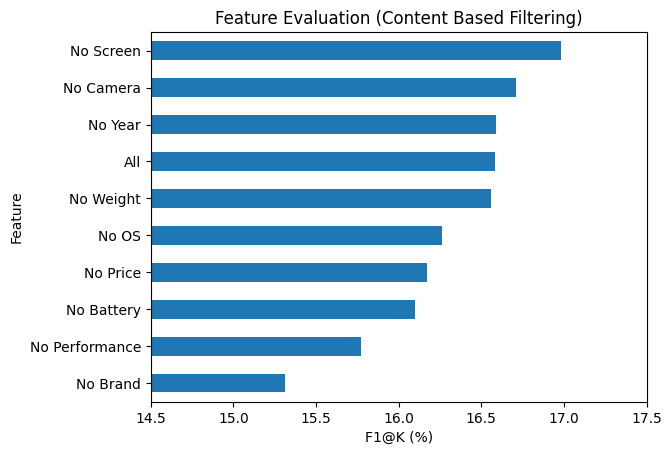 Feature Evaluation (Content Based Filtering)
No Screen
No Camera
No Year
All
No Weight
No OS
No Price
No Battery
No Performance
No Brand
Feature
14.5 15.0 15.5 16.0 16.5 17.0 17.5
F1@K (%)